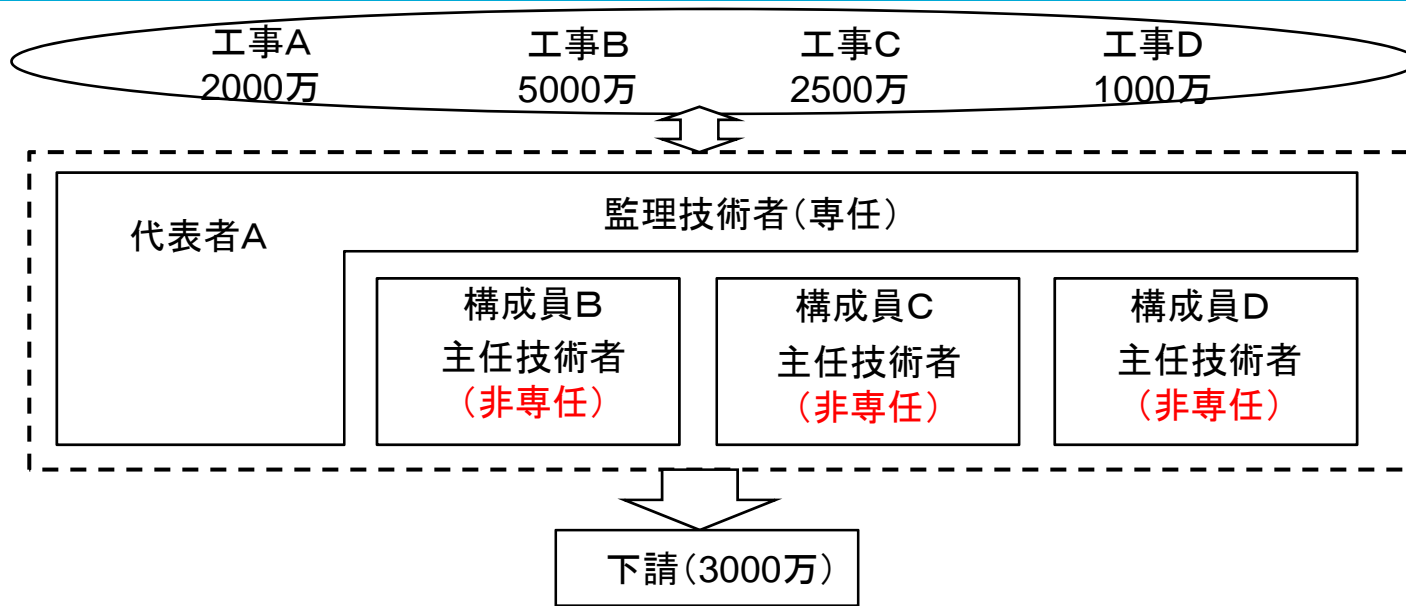 工事A
2000万
工事B
5000万
工事C
2500万
工事D
1000万
代表者A
監理技術者(専任)
構成員B
主任技術者
(非専任)
構成員C
主任技術者
(非専任)
構成員D
主任技術者
(非専任)
下請(3000万)